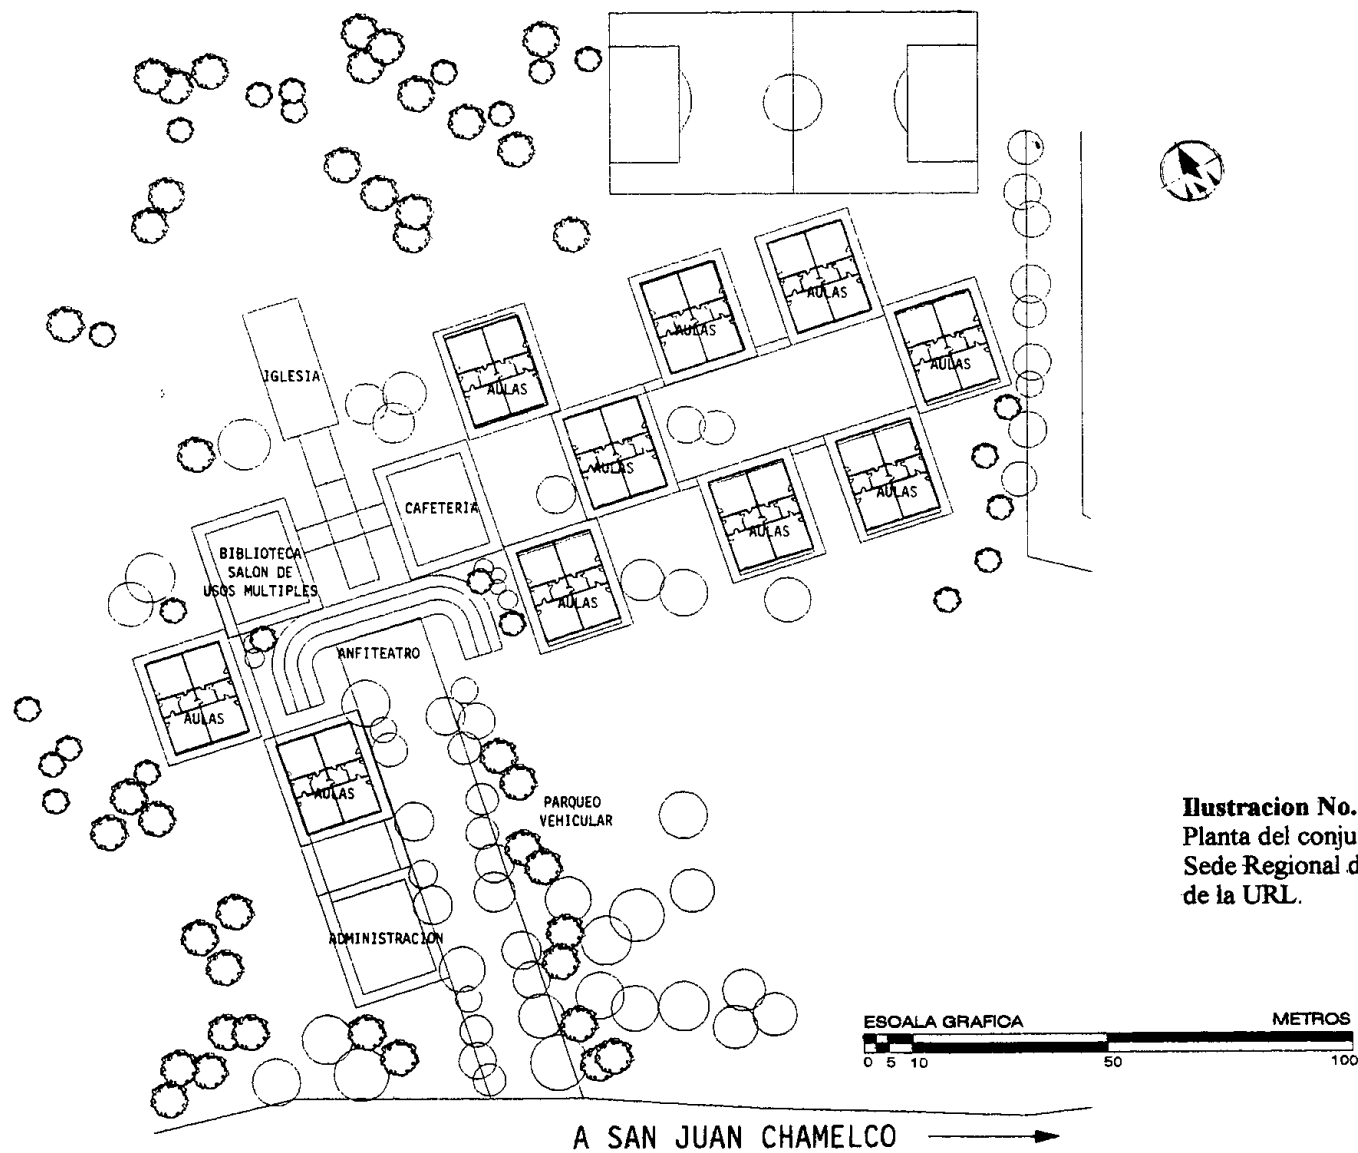 AULAS
AULAS
AULAS
IGLESIA
AULAS
AULAS
AULAS
AULAS
CAFETERIA
AULAS
BIBLIOTECA
SALON DE
USOS MULTIPLES
AULAS
ANFITEATRO
AULAS
AULAS
PARQUEO
VEHICULAR
ADMINISTRACION
Ilustracion No.
Planta del conju
Sede Regional d
de la URL.
ESCALA GRAFICA METROS
0 5 10 50 100
A SAN JUAN CHAMELCO